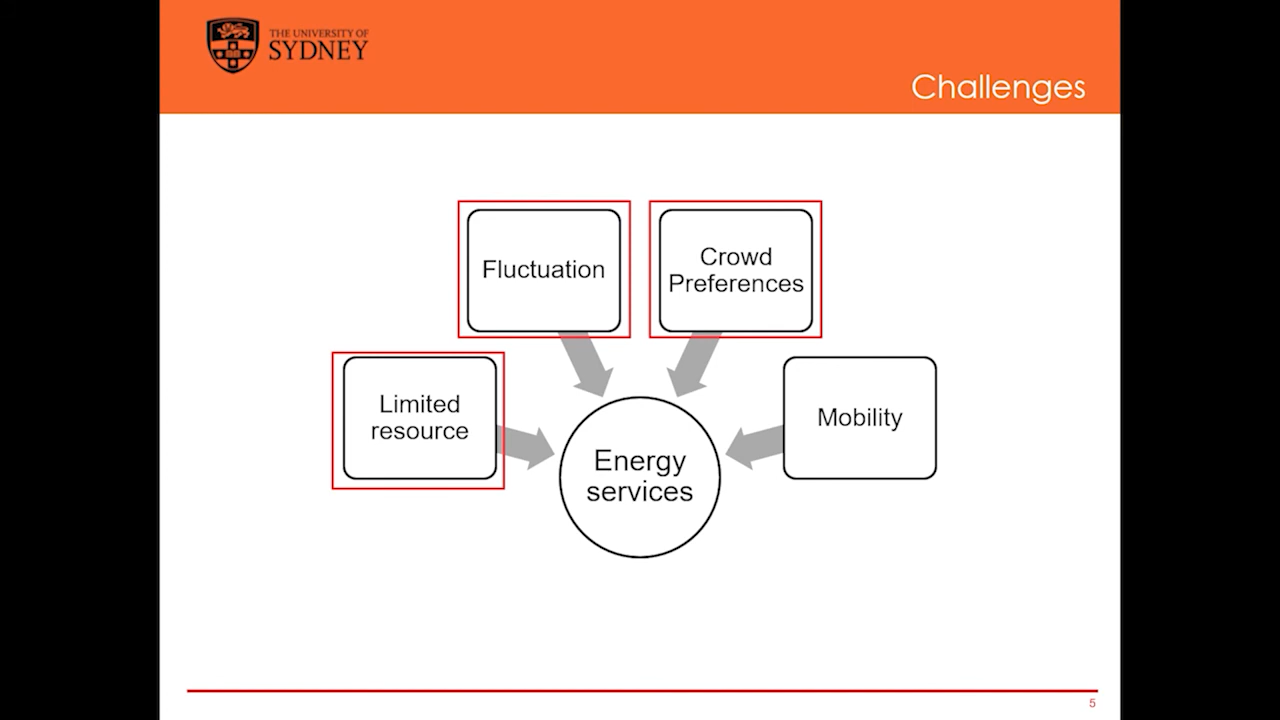 THE UNIVERSITY OF
SYDNEY
Challenges
Fluctuation
Crowd
Preferences
Limited
resource
Mobility
Energy
services
5